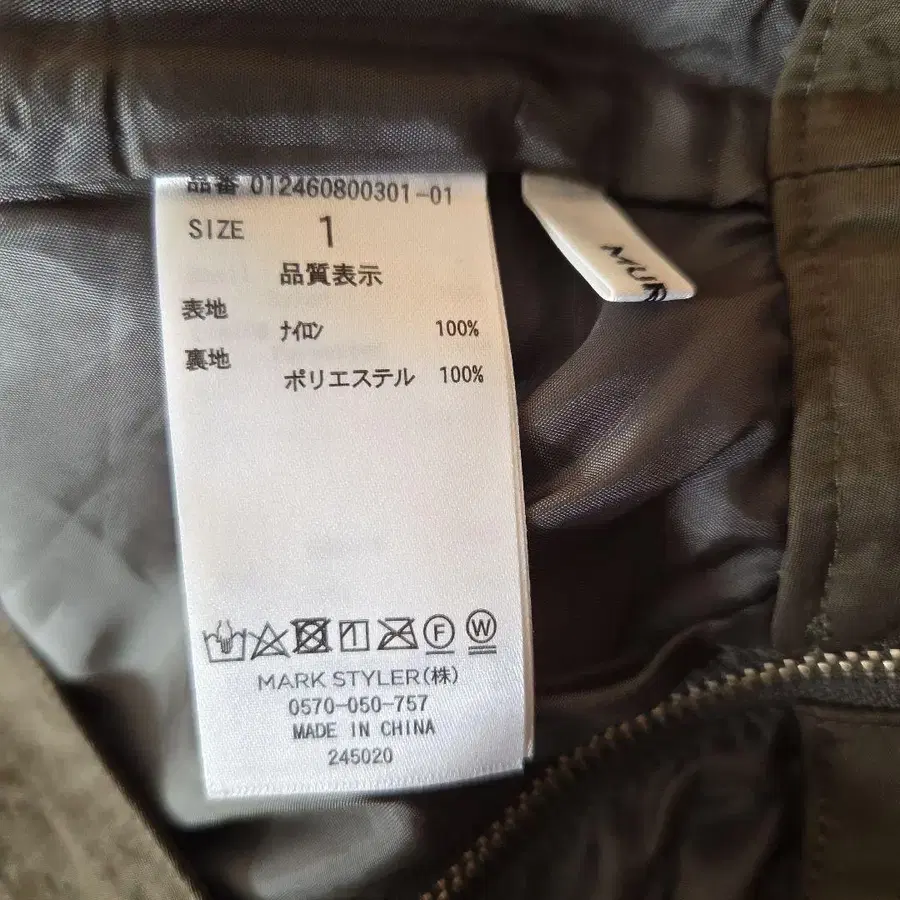 品番 012460800301-01
SIZE 1
品質表示
表地
ナイロン 100%
裏地
ポリエステル 100%
F W
MARK STYLER(株)
0570-050-757
MADE IN CHINA
245020